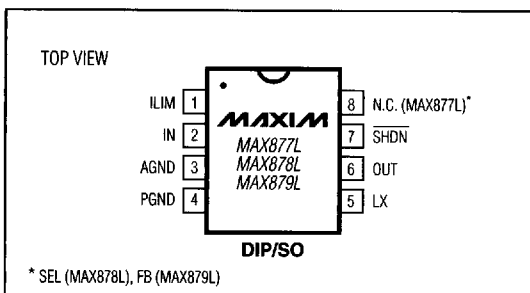 TOP VIEW
ILIM 1
IN 2
AGND 3
PGND 4
MAXIM
MAX877L
MAX878L
MAX879L
8 N.C. (MAX877L)*
7 SHDN
6 OUT
5 LX
DIP/SO
* SEL (MAX878L), FB (MAX879L)